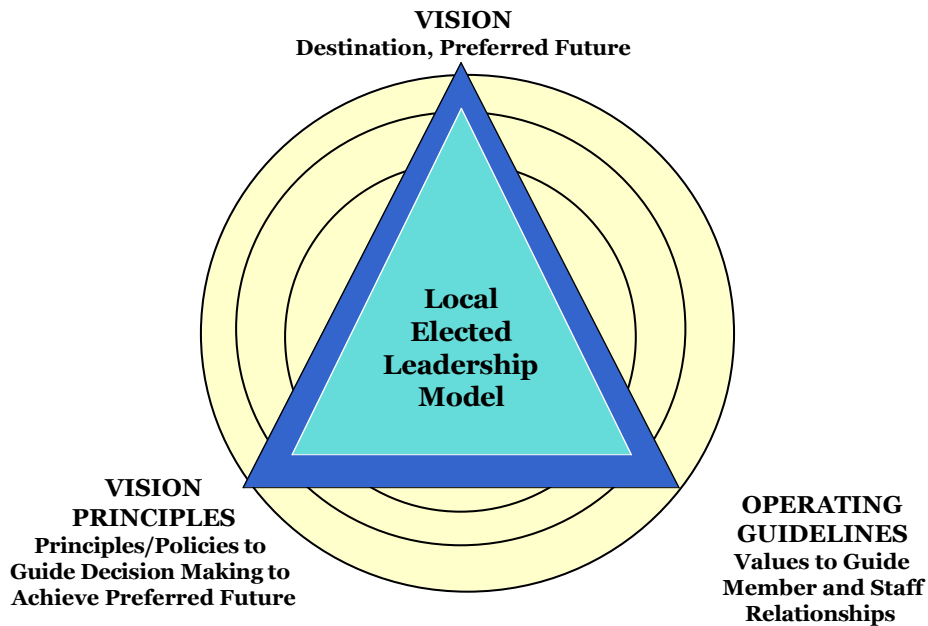 VISION
Destination, Preferred Future
Local
Elected
Leadership
Model
VISION
PRINCIPLES
Principles/Policies to
Guide Decision Making to
Achieve Preferred Future
OPERATING
GUIDELINES
Values to Guide
Member and Staff
Relationships